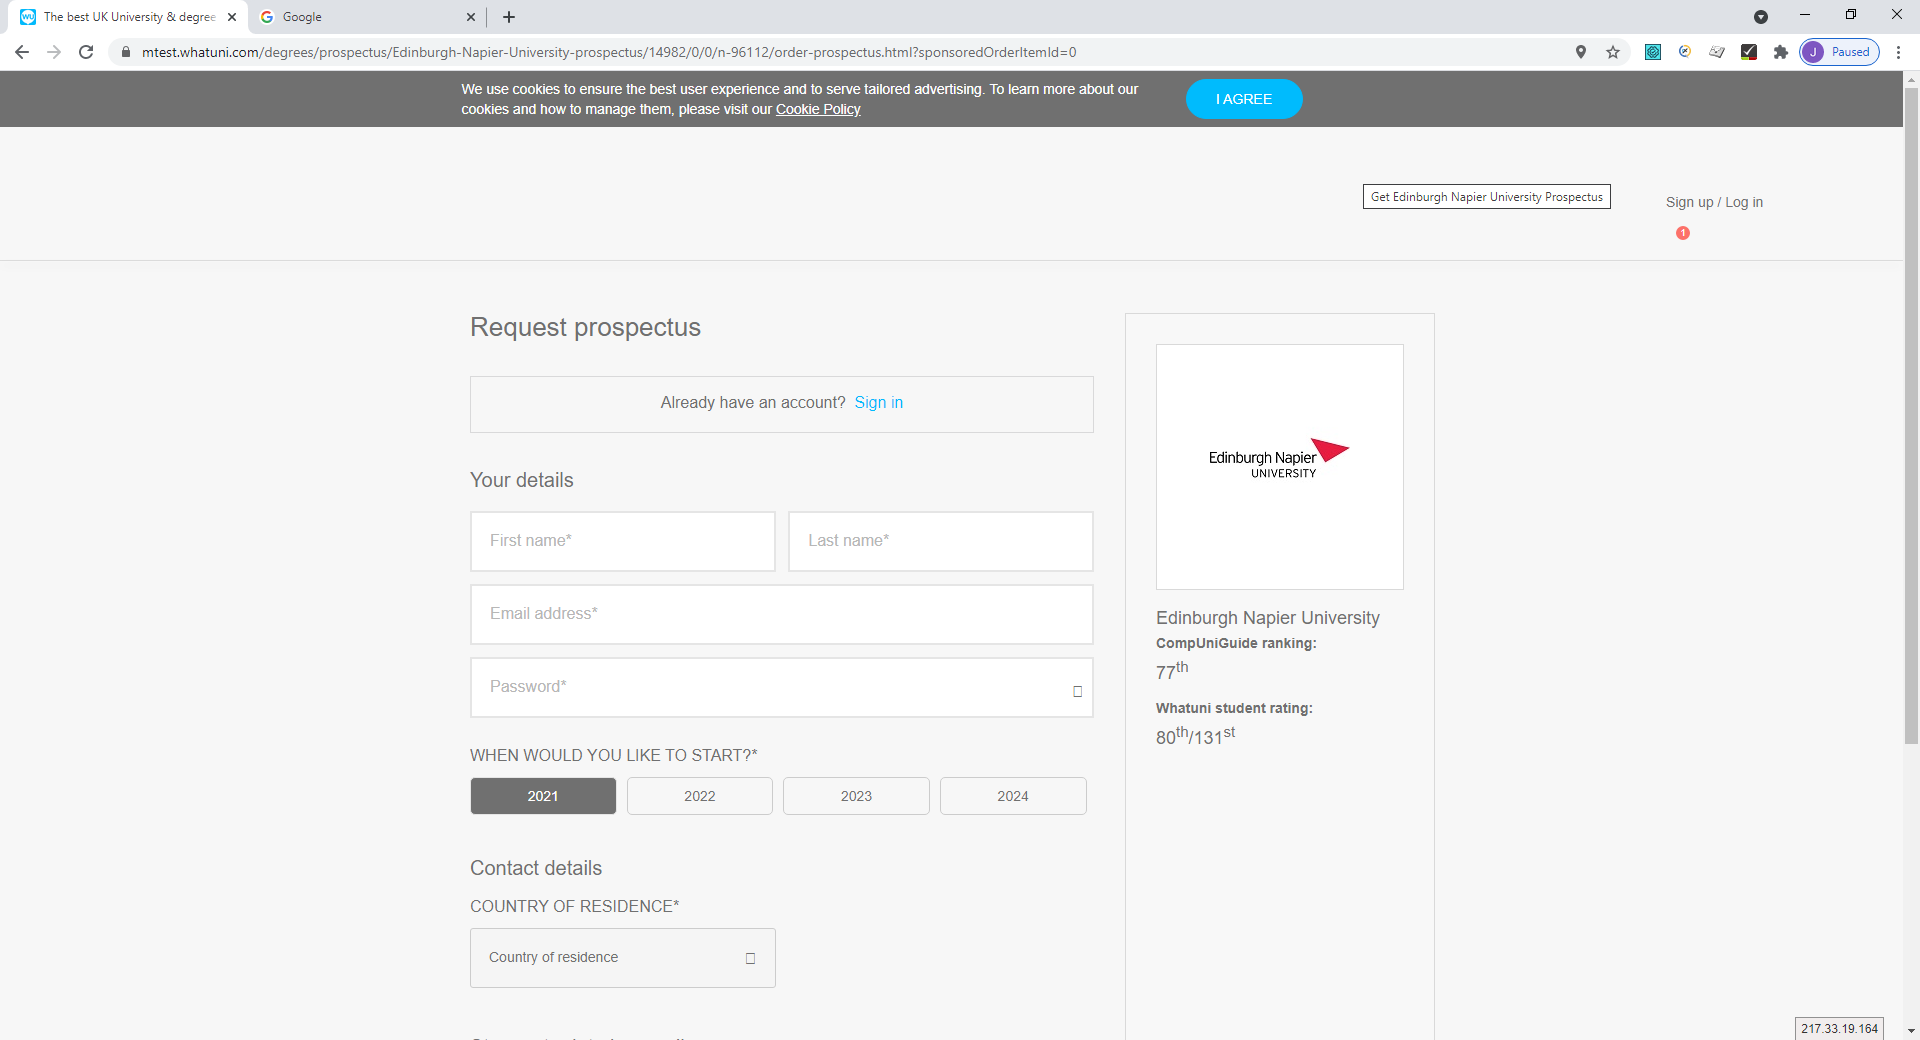 The best UK University & degree
Google
mtest.whatuni.com/degrees/prospectus/Edinburgh-Napier-University-prospectus/14982/0/0/n-96112/order-prospectus.html?sponsoredOrderItemId=0
J Paused
We use cookies to ensure the best user experience and to serve tailored advertising. To learn more about our
cookies and how to manage them, please visit our Cookie Policy
I AGREE
Get Edinburgh Napier University Prospectus
Sign up / Log in
1
Request prospectus
Already have an account? Sign in
Your details
First name*
Last name*
Email address*
Password*
WHEN WOULD YOU LIKE TO START?*
2021
2022
2023
2024
Contact details
COUNTRY OF RESIDENCE*
Country of residence
Edinburgh Napier
UNIVERSITY
Edinburgh Napier University
CompUniGuide ranking:
77th
Whatuni student rating:
80th/131st
217.33.19.164